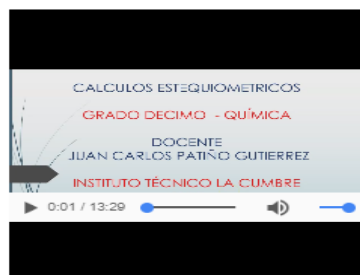 CALCULOS ESTEQUIOMETRICOS
GRADO DECIMO - QUÍMICA
DOCENTE
JUAN CARLOS PATIÑO GUTIERREZ
INSTITUTO TÉCNICO LA CUMBRE
0:01 / 13:29